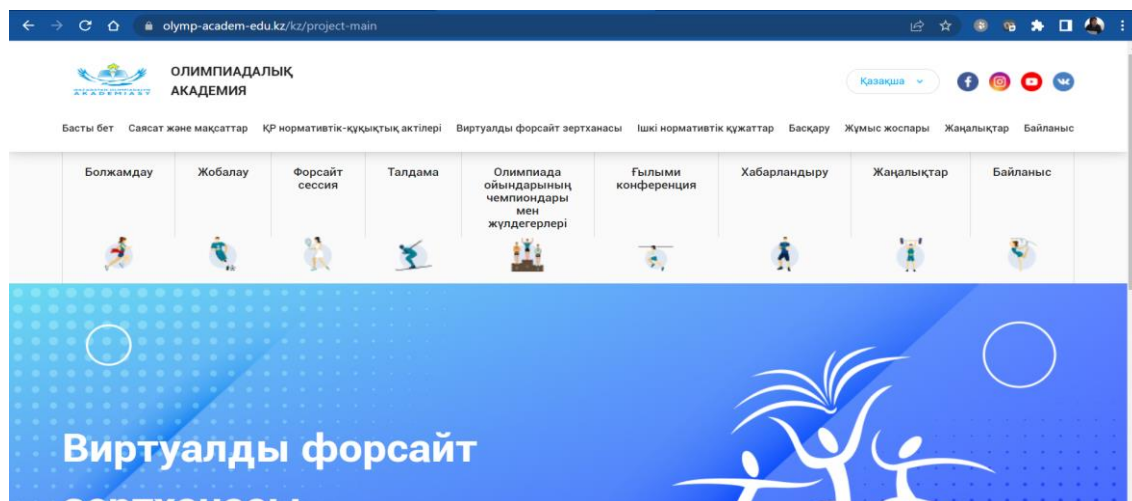 olymp-academ-edu.kz/kz/project-main
ОЛИМПИАДАЛЫҚ
АКАДЕМИЯ
AKADEMIASY
Қазақша
Басты бет Саясат және мақсаттар ҚР нормативтік-құқықтық актілері Виртуалды форсайт зертханасы Ішкі нормативтік құжаттар Басқару Жұмыс жоспары Жаңалықтар Байланыс
Болжамдау
Жобалау
Форсайт
сессия
Талдама
Олимпиада
ойындарының
чемпиондары
мен
жүлдегерлері
Ғылыми
конференция
Хабарландыру
Жаңалықтар
Байланыс
Виртуалды форсайт